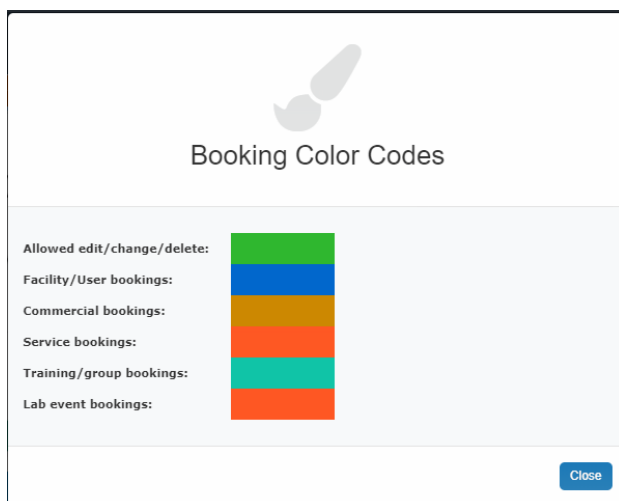 Booking Color Codes
Allowed edit/change/delete:
Facility/User bookings:
Commercial bookings:
Service bookings:
Training/group bookings:
Lab event bookings:
Close